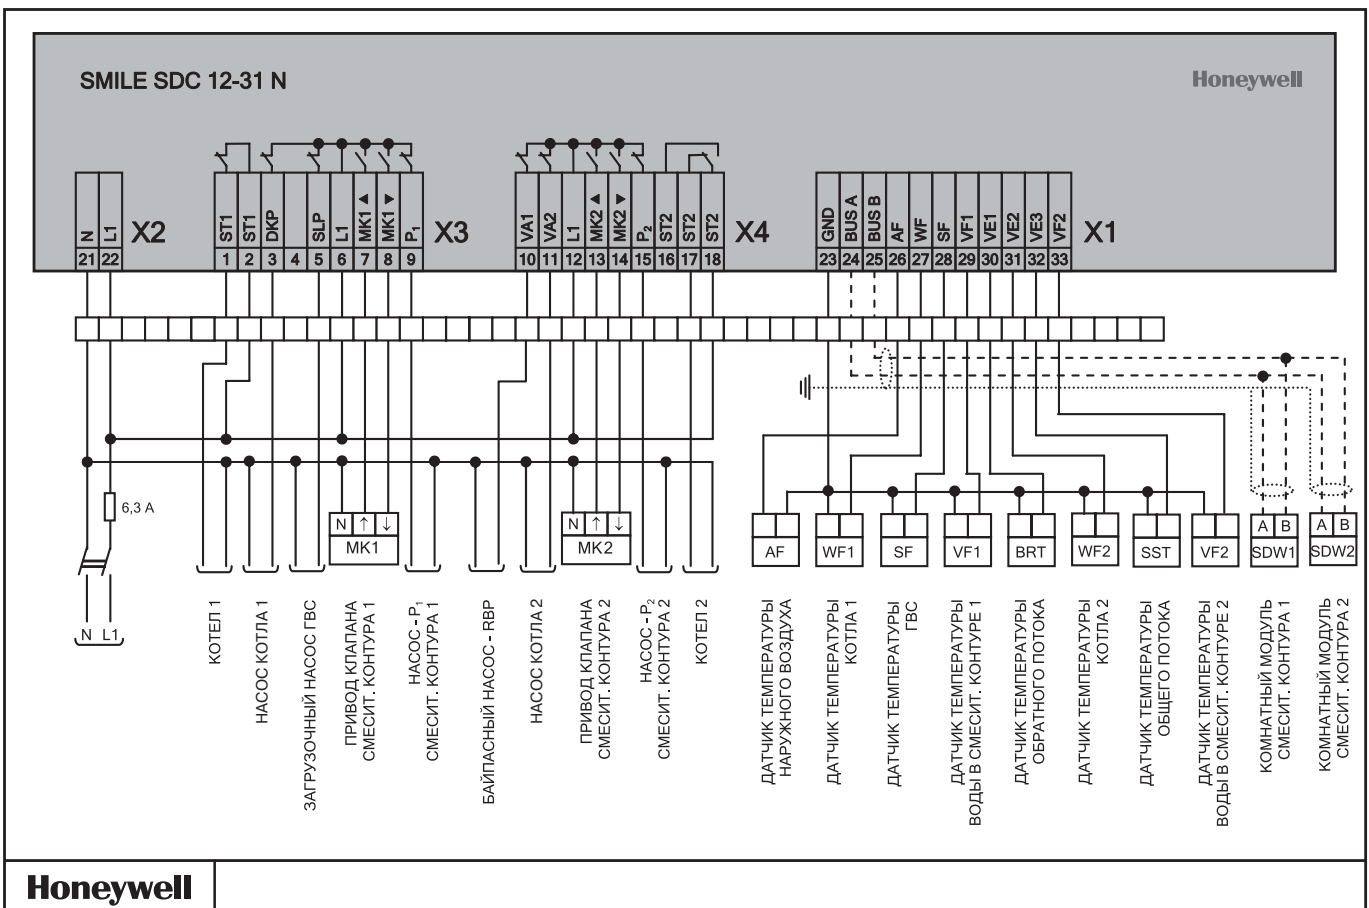 SMILE SDC 12-31 N
Honeywell
N L1 X2
21 22
ST1 ST1 DKP SLP L1 MK1 ◄ MK1 ► P1 X3
1 2 3 4 5 6 7 8 9
VA1 VA2 L1 MK2 ◄ MK2 ► P2 ST2 ST2 ST2 X4
10 11 12 13 14 15 16 17 18
GND BUS A BUS B AF WF SF VF1 VE1 VE2 VE3 VF2 X1
23 24 25 26 27 28 29 30 31 32 33
6,3 A
N L1
N ↑ ↓
MK1
N ↑ ↓
MK2
AF
WF1
SF
VF1
BRT
WF2
SST
VF2
A B
SDW1
A B
SDW2
КОТЕЛ 1
НАСОС КОТЛА 1
ЗАГРУЗОЧНЫЙ НАСОС ГВС
ПРИВОД КЛАПАНА
СМЕСИТ. КОНТУРА 1
НАСОС - P1
СМЕСИТ. КОНТУРА 1
БАЙПАСНЫЙ НАСОС - RBP
НАСОС КОТЛА 2
ПРИВОД КЛАПАНА
СМЕСИТ. КОНТУРА 2
НАСОС - P2
СМЕСИТ. КОНТУРА 2
КОТЕЛ 2
ДАТЧИК ТЕМПЕРАТУРЫ
НАРУЖНОГО ВОЗДУХА
ДАТЧИК ТЕМПЕРАТУРЫ
КОТЛА 1
ДАТЧИК ТЕМПЕРАТУРЫ
ГВС
ДАТЧИК ТЕМПЕРАТУРЫ
ВОДЫ В СМЕСИТ. КОНТУРЕ 1
ДАТЧИК ТЕМПЕРАТУРЫ
ОБРАТНОГО ПОТОКА
ДАТЧИК ТЕМПЕРАТУРЫ
КОТЛА 2
ДАТЧИК ТЕМПЕРАТУРЫ
ОБЩЕГО ПОТОКА
ДАТЧИК ТЕМПЕРАТУРЫ
ВОДЫ В СМЕСИТ. КОНТУРЕ 2
КОМНАТНЫЙ МОДУЛЬ
СМЕСИТ. КОНТУРА 1
КОМНАТНЫЙ МОДУЛЬ
СМЕСИТ. КОНТУРА 2
Honeywell